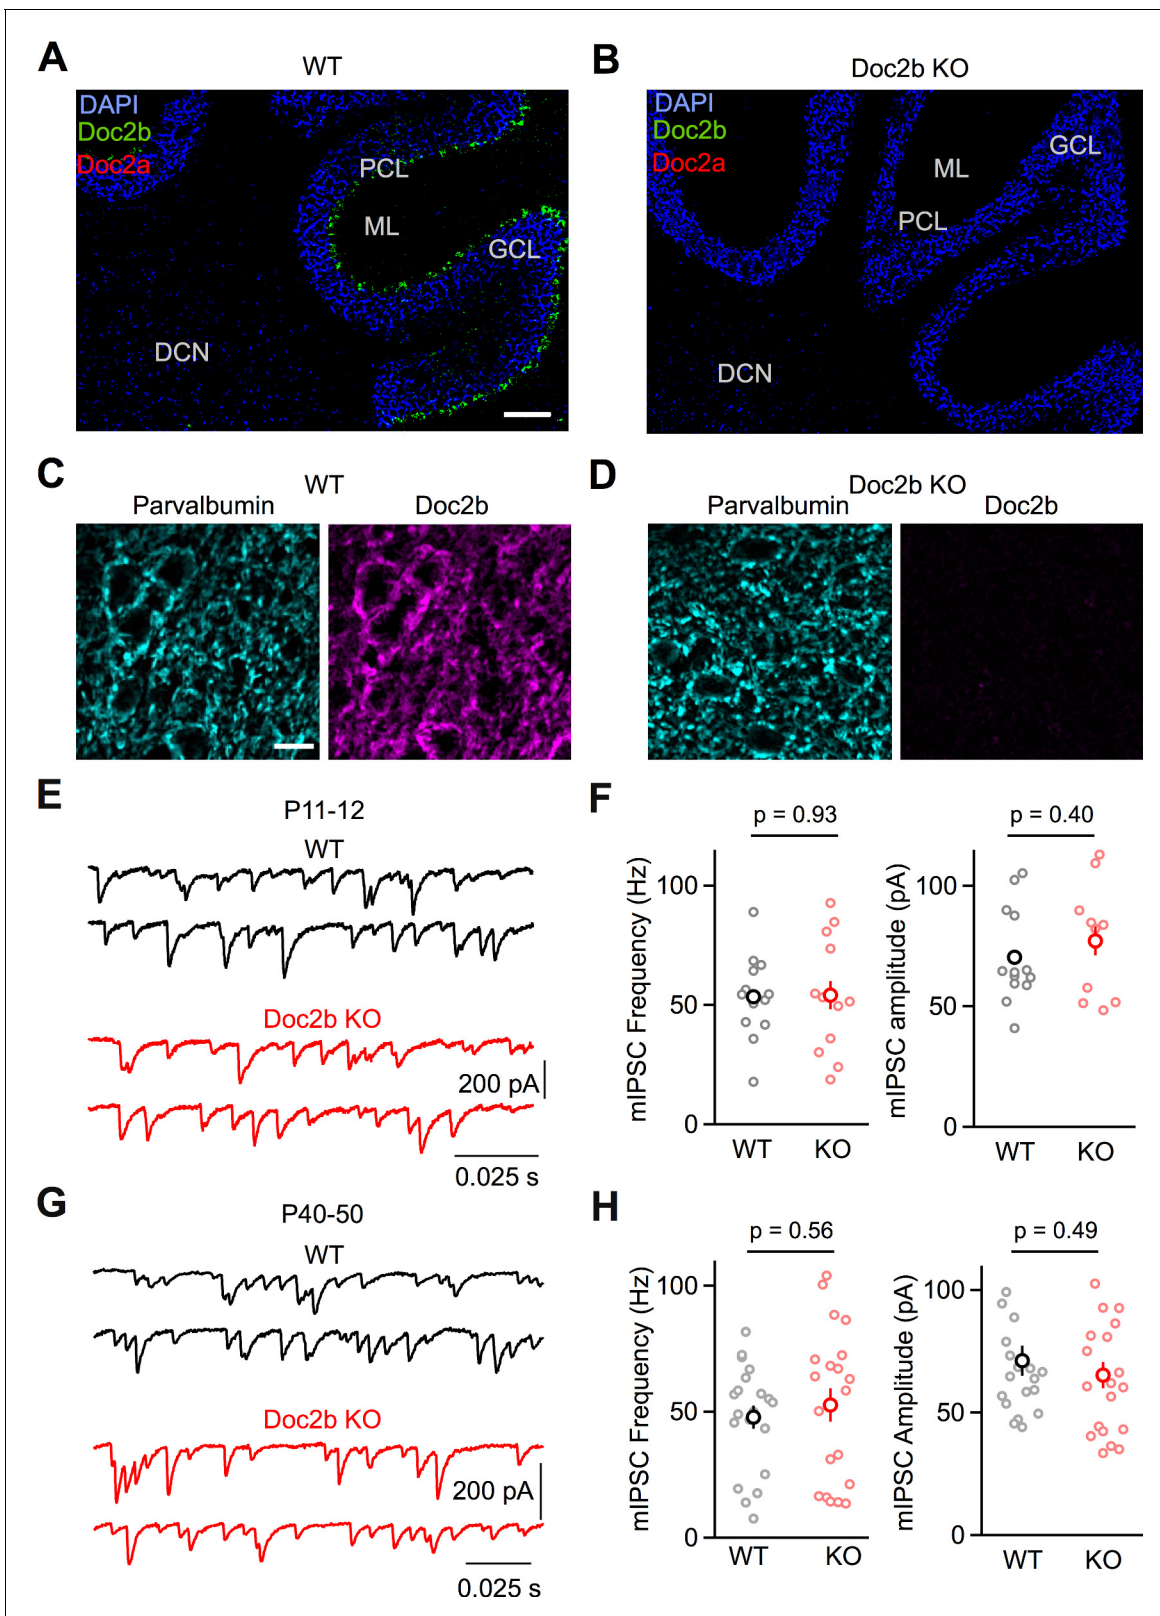 A
WT
DAPI
Doc2b
Doc2a
PCL
ML
GCL
DCN
B
Doc2b KO
DAPI
Doc2b
Doc2a
GCL
ML
PCL
DCN
C
WT
Parvalbumin
Doc2b
D
Doc2b KO
Parvalbumin
Doc2b
E
P11-12
WT
Doc2b KO
200 pA
0.025 s
F
p = 0.93
mIPSC Frequency (Hz)
100
50
0
WT
KO
p = 0.40
mIPSC amplitude (pA)
100
50
0
WT
KO
G
P40-50
WT
Doc2b KO
200 pA
0.025 s
H
p = 0.56
mIPSC Frequency (Hz)
100
50
0
WT
KO
p = 0.49
mIPSC Amplitude (pA)
100
50
0
WT
KO